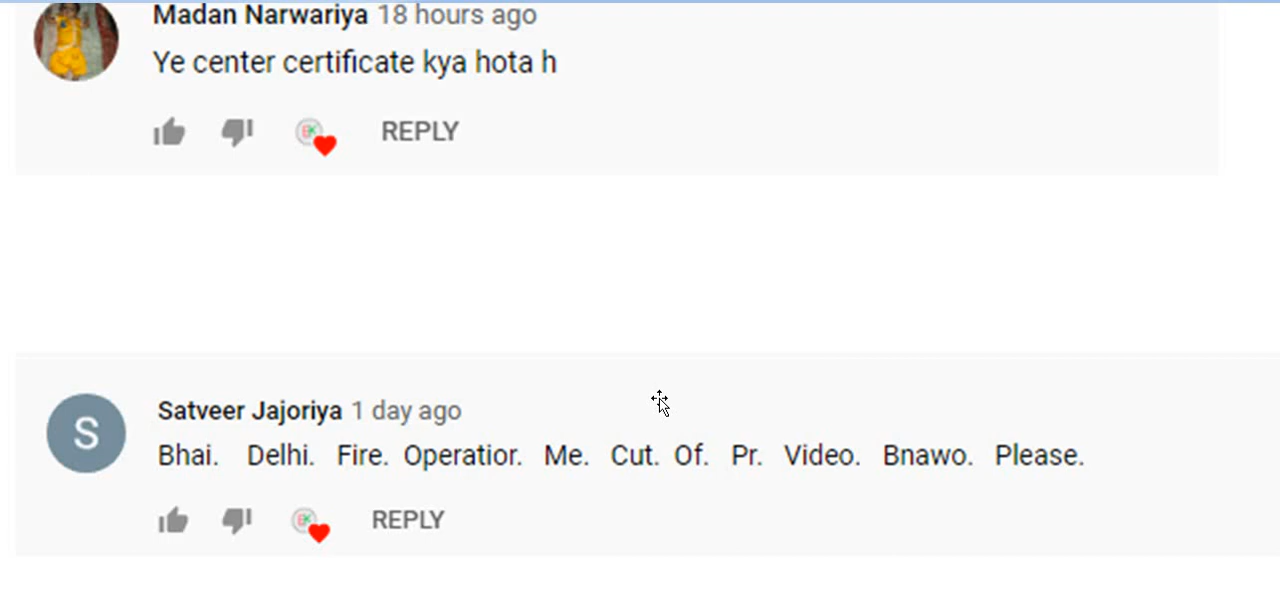 Madan Narwariya 18 hours ago
Ye center certificate kya hota h
REPLY
S
Satveer Jajoriya 1 day ago
Bhai. Delhi. Fire. Operatior. Me. Cut. Of. Pr. Video. Bnawo. Please.
REPLY